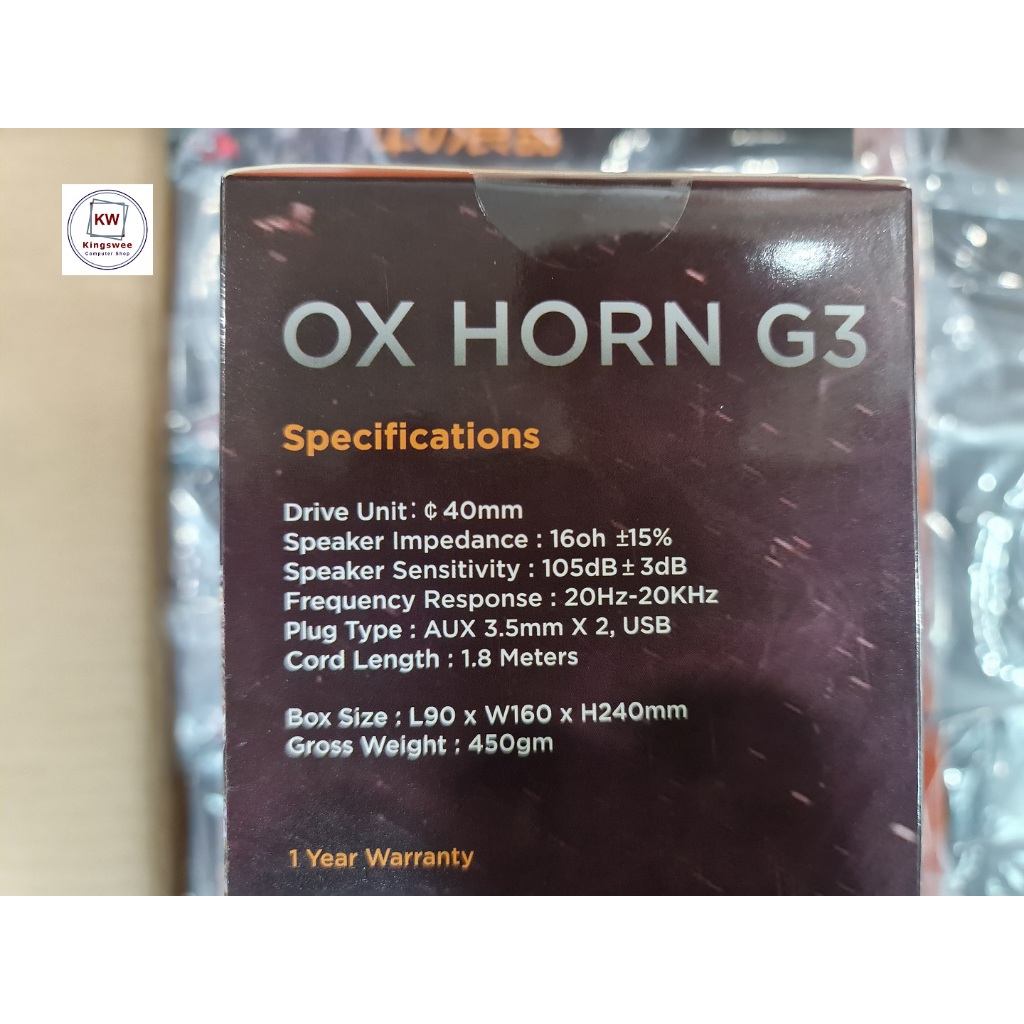 KW
Kingswee
Computer Shop
OX HORN G3
Specifications
Drive Unit: ¢ 40mm
Speaker Impedance : 16oh ±15%
Speaker Sensitivity : 105dB ± 3dB
Frequency Response : 20Hz-20KHz
Plug Type : AUX 3.5mm X 2, USB
Cord Length : 1.8 Meters
Box Size : L90 x W160 x H240mm
Gross Weight : 450gm
1 Year Warranty